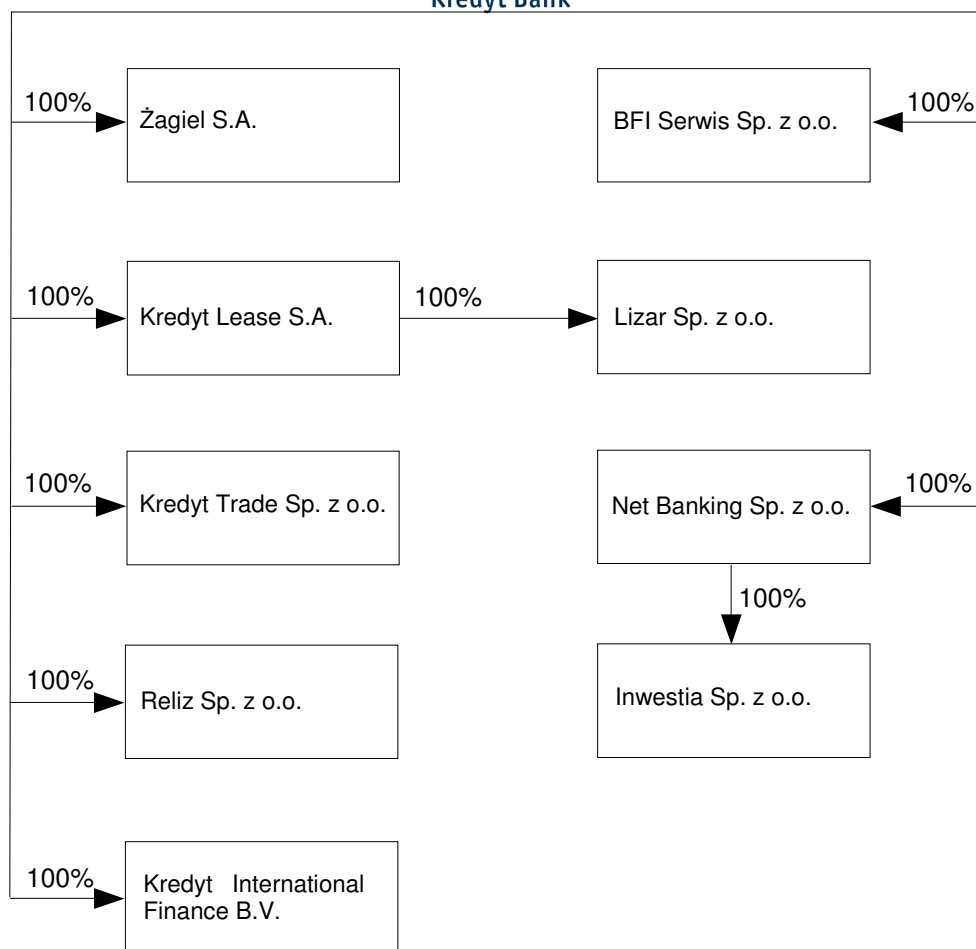 Kredyt Bank
100%
Żagiel S.A.
BFI Serwis Sp. z o.o.
100%
100%
Kredyt Lease S.A.
100%
Lizar Sp. z o.o.
100%
Kredyt Trade Sp. z o.o.
Net Banking Sp. z o.o.
100%
100%
100%
Reliz Sp. z o.o.
Inwestia Sp. z o.o.
100%
Kredyt International
Finance B.V.